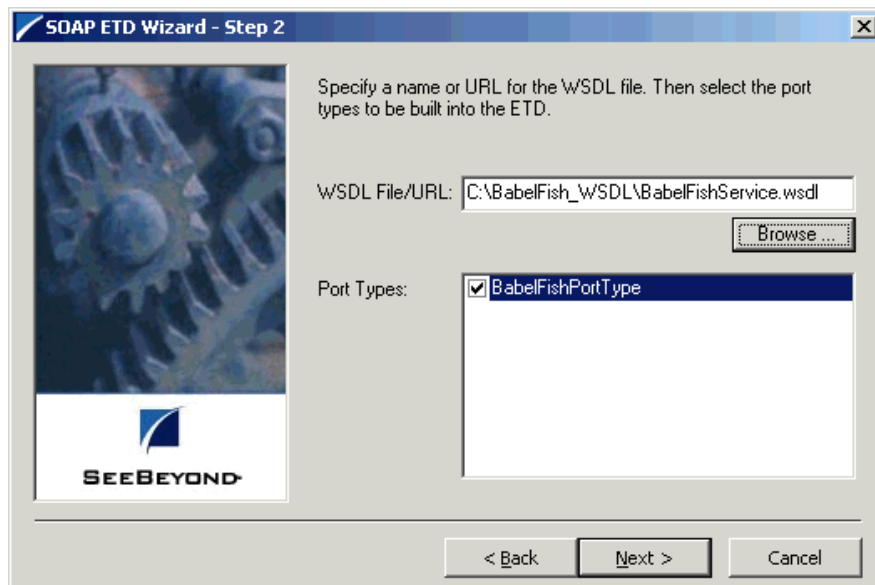 SOAP ETD Wizard - Step 2
Specify a name or URL for the WSDL file. Then select the port
types to be built into the ETD.
WSDL File/URL: C:\BabelFish_WSDL\BabelFishService.wsdl
Browse ...
Port Types: BabelFishPortType
SEEBEYOND
< Back Next > Cancel